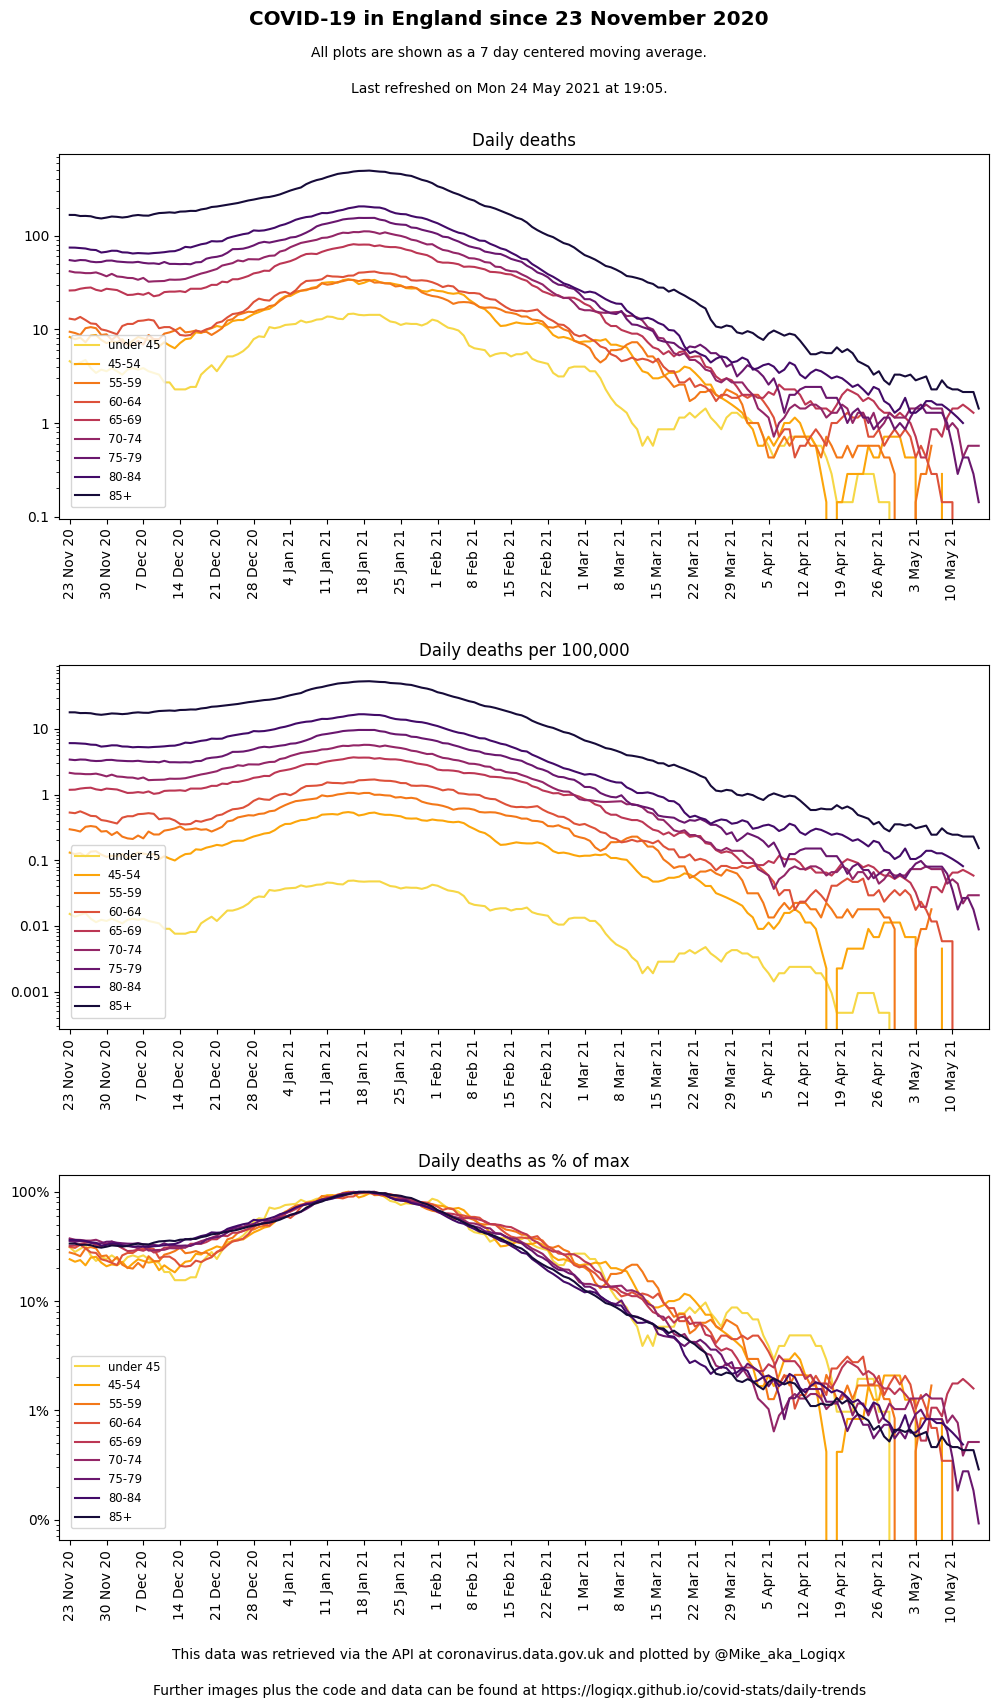 COVID-19 in England since 23 November 2020
All plots are shown as a 7 day centered moving average.
Last refreshed on Mon 24 May 2021 at 19:05.
Daily deaths
100
10
1
0.1
under 45
45-54
55-59
60-64
65-69
70-74
75-79
80-84
85+
23 Nov 20
30 Nov 20
7 Dec 20
14 Dec 20
21 Dec 20
28 Dec 20
4 Jan 21
11 Jan 21
18 Jan 21
25 Jan 21
1 Feb 21
8 Feb 21
15 Feb 21
22 Feb 21
1 Mar 21
8 Mar 21
15 Mar 21
22 Mar 21
29 Mar 21
5 Apr 21
12 Apr 21
19 Apr 21
26 Apr 21
3 May 21
10 May 21
Daily deaths per 100,000
10
1
0.1
0.01
0.001
under 45
45-54
55-59
60-64
65-69
70-74
75-79
80-84
85+
23 Nov 20
30 Nov 20
7 Dec 20
14 Dec 20
21 Dec 20
28 Dec 20
4 Jan 21
11 Jan 21
18 Jan 21
25 Jan 21
1 Feb 21
8 Feb 21
15 Feb 21
22 Feb 21
1 Mar 21
8 Mar 21
15 Mar 21
22 Mar 21
29 Mar 21
5 Apr 21
12 Apr 21
19 Apr 21
26 Apr 21
3 May 21
10 May 21
Daily deaths as % of max
100%
10%
1%
0%
under 45
45-54
55-59
60-64
65-69
70-74
75-79
80-84
85+
23 Nov 20
30 Nov 20
7 Dec 20
14 Dec 20
21 Dec 20
28 Dec 20
4 Jan 21
11 Jan 21
18 Jan 21
25 Jan 21
1 Feb 21
8 Feb 21
15 Feb 21
22 Feb 21
1 Mar 21
8 Mar 21
15 Mar 21
22 Mar 21
29 Mar 21
5 Apr 21
12 Apr 21
19 Apr 21
26 Apr 21
3 May 21
10 May 21
This data was retrieved via the API at coronavirus.data.gov.uk and plotted by @Mike_aka_Logiqx
Further images plus the code and data can be found at https://logiqx.github.io/covid-stats/daily-trends